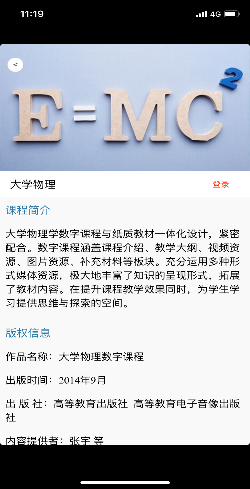 11:19
4G
<
E=MC2
大学物理
登录
课程简介
大学物理学数字课程与纸质教材一体化设计，紧密
配合。数字课程涵盖课程介绍、教学大纲、视频资
源、图片资源、补充材料等板块。充分运用多种形
式媒体资源，极大地丰富了知识的呈现形式，拓展
了教材内容。在提升课程教学效果同时，为学生学
习提供思维与探索的空间。
版权信息
作品名称：大学物理数字课程
出版时间：2014年9月
出 版 社：高等教育出版社 高等教育电子音像出版
社
内容提供者：张宇 等